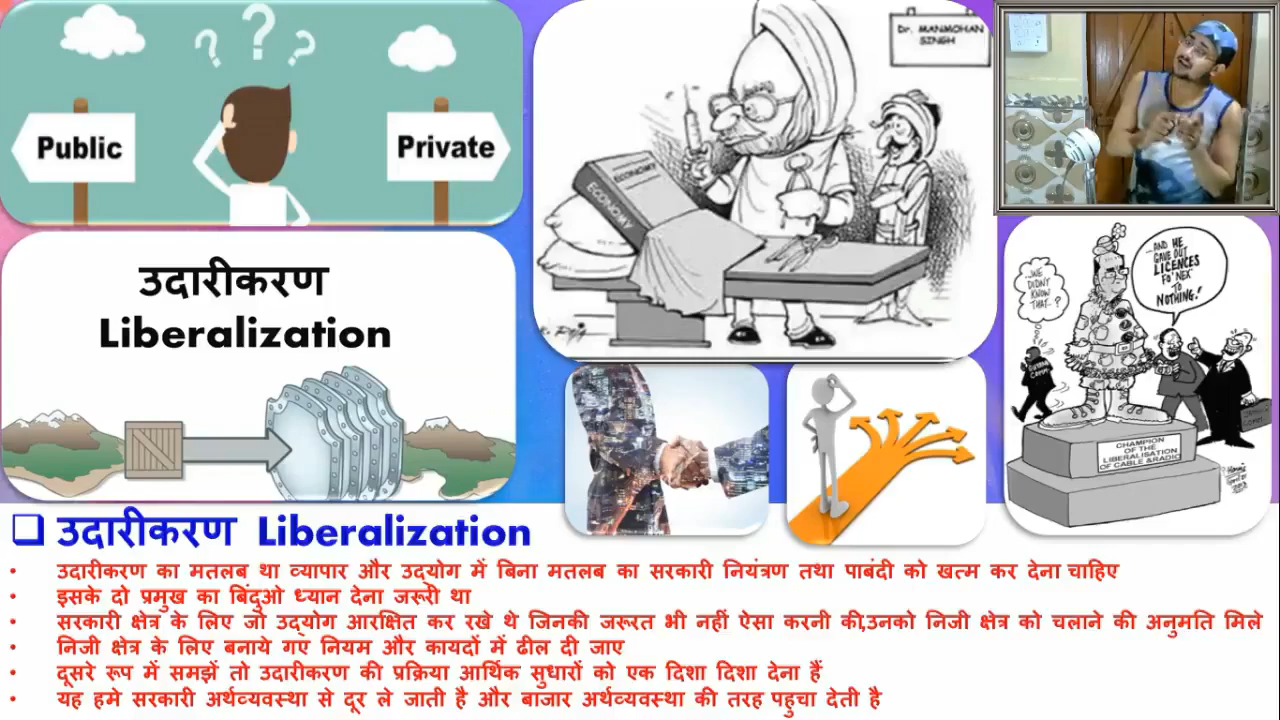 Public
Private
Dr. MANMOHAN
SINGH
ECONOMY
ECONOMY
उदारीकरण
Liberalization
...WE
DIDN'T
KNOW
THAT...?
...AND HE
GAVE OUT
LICENCES
FO' NEX'
TO
NOTHING!
CHAMPION
OF THE
LIBERALISATION
OF CABLE &RADIO
उदारीकरण Liberalization
• उदारीकरण का मतलब था व्यापार और उद्योग में बिना मतलब का सरकारी नियंत्रण तथा पाबंदी को खत्म कर देना चाहिए
• इसके दो प्रमुख का बिंदुओ ध्यान देना जरूरी था
• सरकारी क्षेत्र के लिए जो उद्योग आरक्षित कर रखे थे जिनकी जरूरत भी नहीं ऐसा करनी की,उनको निजी क्षेत्र को चलाने की अनुमति मिले
• निजी क्षेत्र के लिए बनाये गए नियम और कायदों में ढील दी जाए
• दूसरे रूप में समझें तो उदारीकरण की प्रक्रिया आर्थिक सुधारों को एक दिशा दिशा देना हैं
• यह हमे सरकारी अर्थव्यवस्था से दूर ले जाती है और बाजार अर्थव्यवस्था की तरह पहुचा देती है